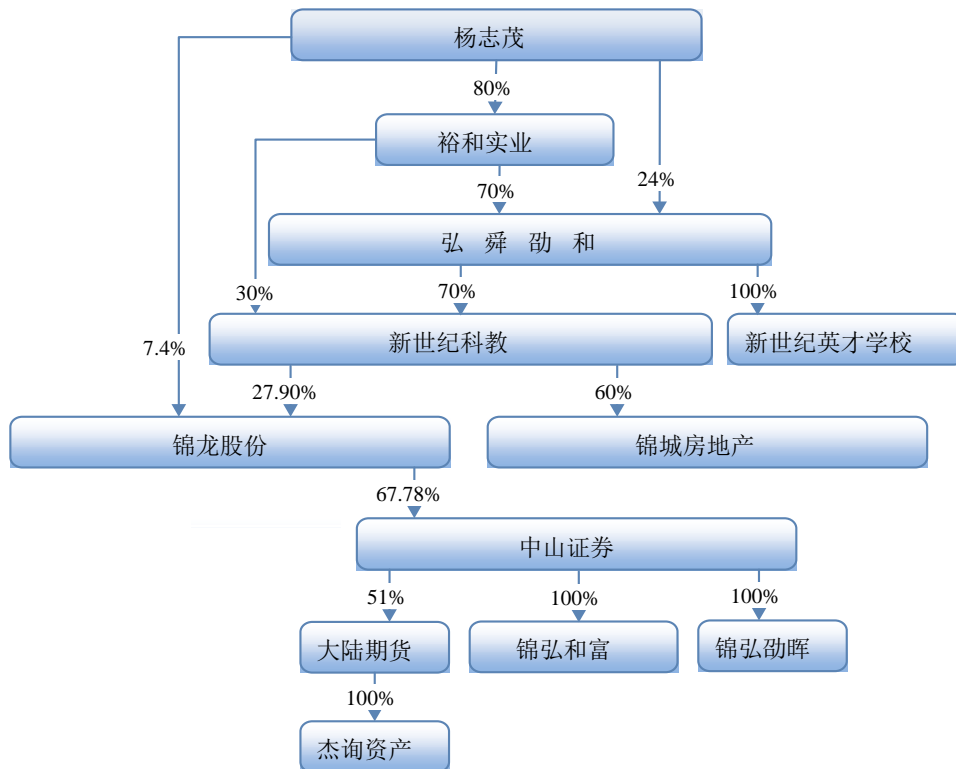 杨志茂
80%
裕和实业
70%
24%
弘 舜 劭 和
30%
70%
100%
新世纪科教
新世纪英才学校
7.4%
27.90%
60%
锦龙股份
锦城房地产
67.78%
中山证券
51%
100%
100%
大陆期货
锦弘和富
锦弘劭晖
100%
杰询资产